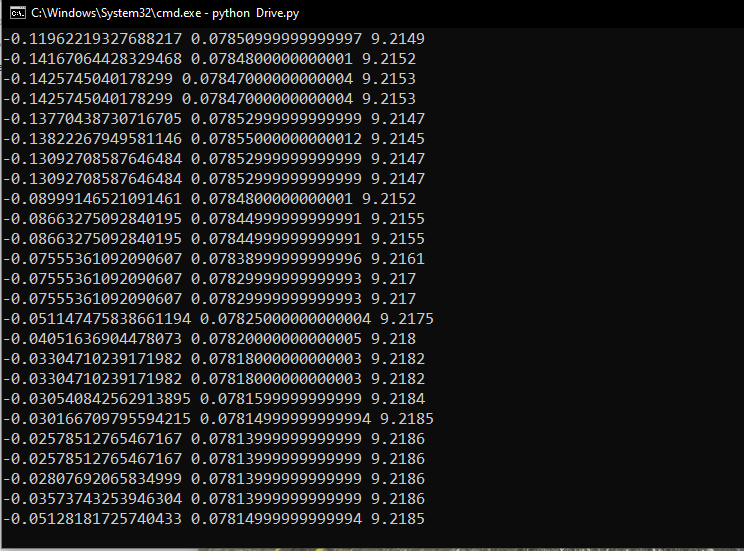 C:\Windows\System32\cmd.exe - python  Drive.py
-0.11962219327688217 0.07850999999999997 9.2149
-0.14167064428329468 0.0784800000000001 9.2152
-0.1425745040178299 0.07847000000000004 9.2153
-0.1425745040178299 0.07847000000000004 9.2153
-0.13770438730716705 0.07852999999999999 9.2147
-0.13822267949581146 0.07855000000000012 9.2145
-0.13092708587646484 0.07852999999999999 9.2147
-0.13092708587646484 0.07852999999999999 9.2147
-0.08999146521091461 0.0784800000000001 9.2152
-0.08663275092840195 0.07844999999999991 9.2155
-0.08663275092840195 0.07844999999999991 9.2155
-0.07555361092090607 0.07838999999999996 9.2161
-0.07555361092090607 0.07829999999999993 9.217
-0.07555361092090607 0.07829999999999993 9.217
-0.051147475838661194 0.07825000000000004 9.2175
-0.04051636904478073 0.07820000000000005 9.218
-0.03304710239171982 0.07818000000000003 9.2182
-0.03304710239171982 0.07818000000000003 9.2182
-0.030540842562913895 0.0781599999999999 9.2184
-0.030166709795594215 0.07814999999999994 9.2185
-0.02578512765467167 0.0781399999999999 9.2186
-0.02578512765467167 0.0781399999999999 9.2186
-0.02807692065834999 0.0781399999999999 9.2186
-0.03573743253946304 0.0781399999999999 9.2186
-0.05128181725740433 0.07814999999999994 9.2185